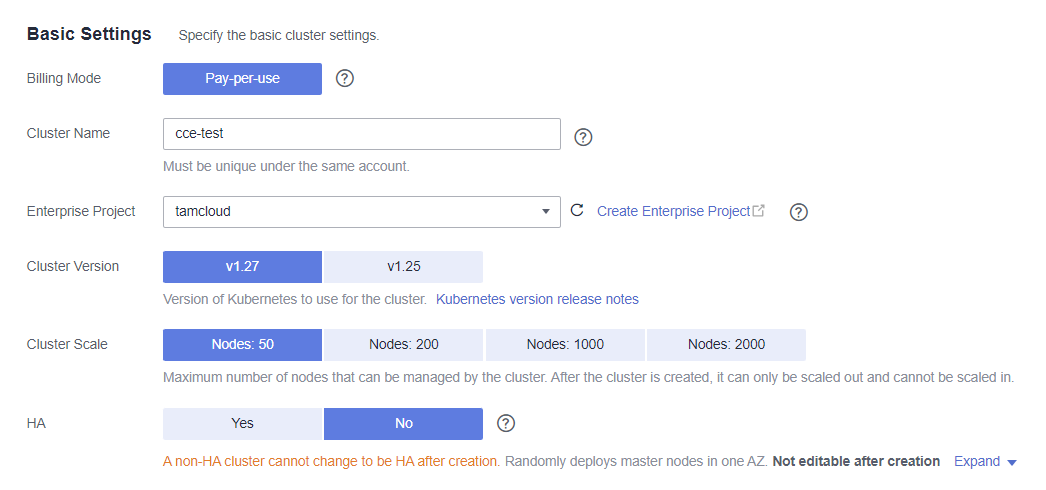 Basic Settings Specify the basic cluster settings.
Billing Mode Pay-per-use ?
Cluster Name cce-test ?
Must be unique under the same account.
Enterprise Project tamcloud Create Enterprise Project ?
Cluster Version v1.27 v1.25
Version of Kubernetes to use for the cluster. Kubernetes version release notes
Cluster Scale Nodes: 50 Nodes: 200 Nodes: 1000 Nodes: 2000
Maximum number of nodes that can be managed by the cluster. After the cluster is created, it can only be scaled out and cannot be scaled in.
HA Yes No ?
A non-HA cluster cannot change to be HA after creation. Randomly deploys master nodes in one AZ. Not editable after creation Expand